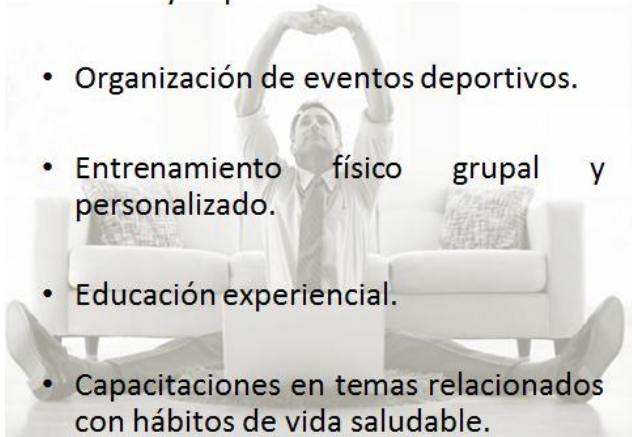 • Organización de eventos deportivos.
• Entrenamiento físico grupal y
personalizado.
• Educación experiencial.
• Capacitaciones en temas relacionados
con hábitos de vida saludable.